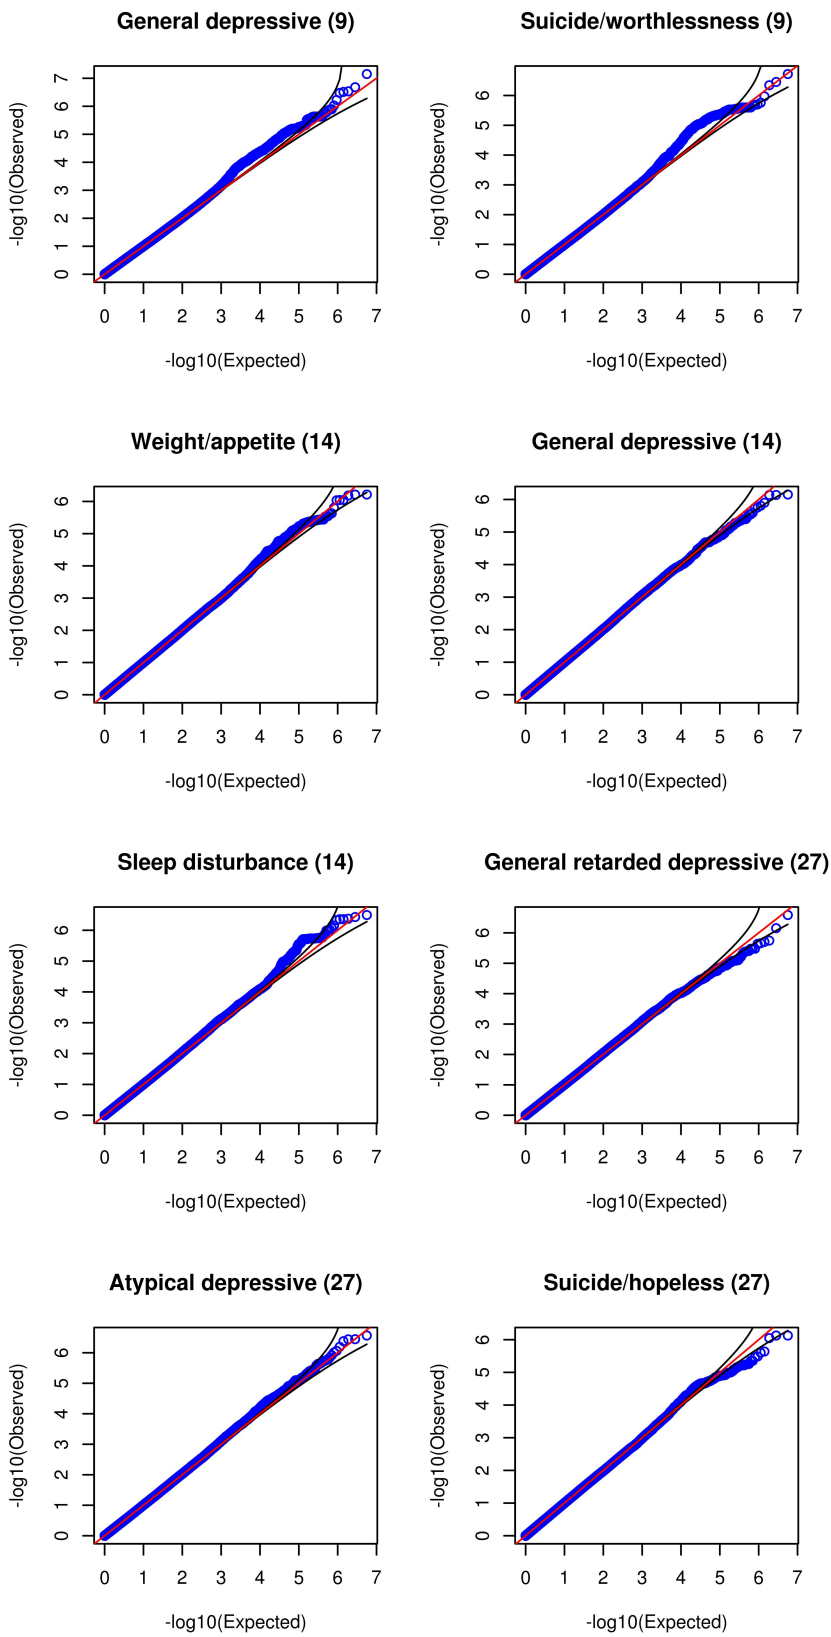 General depressive (9)
-log10(Observed)
0 1 2 3 4 5 6 7
0 1 2 3 4 5 6 7
-log10(Expected)
Suicide/worthlessness (9)
-log10(Observed)
0 1 2 3 4 5 6
0 1 2 3 4 5 6 7
-log10(Expected)
Weight/appetite (14)
-log10(Observed)
0 1 2 3 4 5 6
0 1 2 3 4 5 6 7
-log10(Expected)
General depressive (14)
-log10(Observed)
0 1 2 3 4 5 6
0 1 2 3 4 5 6 7
-log10(Expected)
Sleep disturbance (14)
-log10(Observed)
0 1 2 3 4 5 6
0 1 2 3 4 5 6 7
-log10(Expected)
General retarded depressive (27)
-log10(Observed)
0 1 2 3 4 5 6
0 1 2 3 4 5 6 7
-log10(Expected)
Atypical depressive (27)
-log10(Observed)
0 1 2 3 4 5 6
0 1 2 3 4 5 6 7
-log10(Expected)
Suicide/hopeless (27)
-log10(Observed)
0 1 2 3 4 5 6
0 1 2 3 4 5 6 7
-log10(Expected)